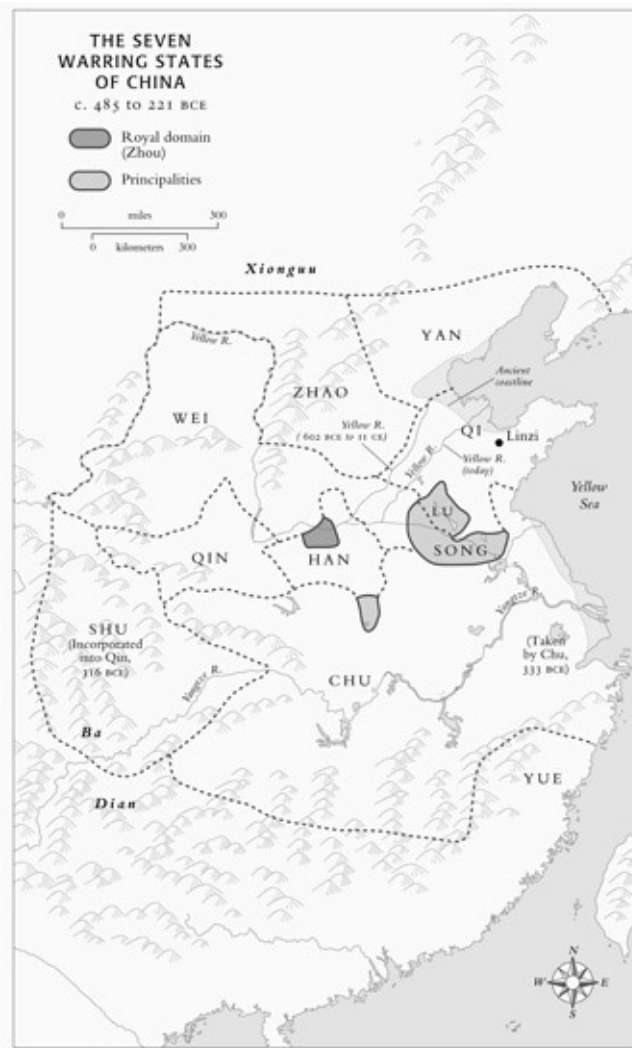 THE SEVEN
WARRING STATES
OF CHINA
c. 485 to 221 BCE
Royal domain
(Zhou)
Principalities
0 miles 300
0 kilometers 300
Xiongnu
YAN
Yellow R.
Ancient
coastline
ZHAO
WEI
Yellow R.
(602 BCE to 11 CE)
QI
Linzi
Yellow R.
Yellow R.
(today)
Yellow
Sea
LU
QIN
HAN
SONG
Yangtze R.
SHU
(Incorporated
into Qin,
316 BCE)
(Taken
by Chu,
333 BCE)
Yangtze R.
CHU
Ba
YUE
Dian
N
W E
S